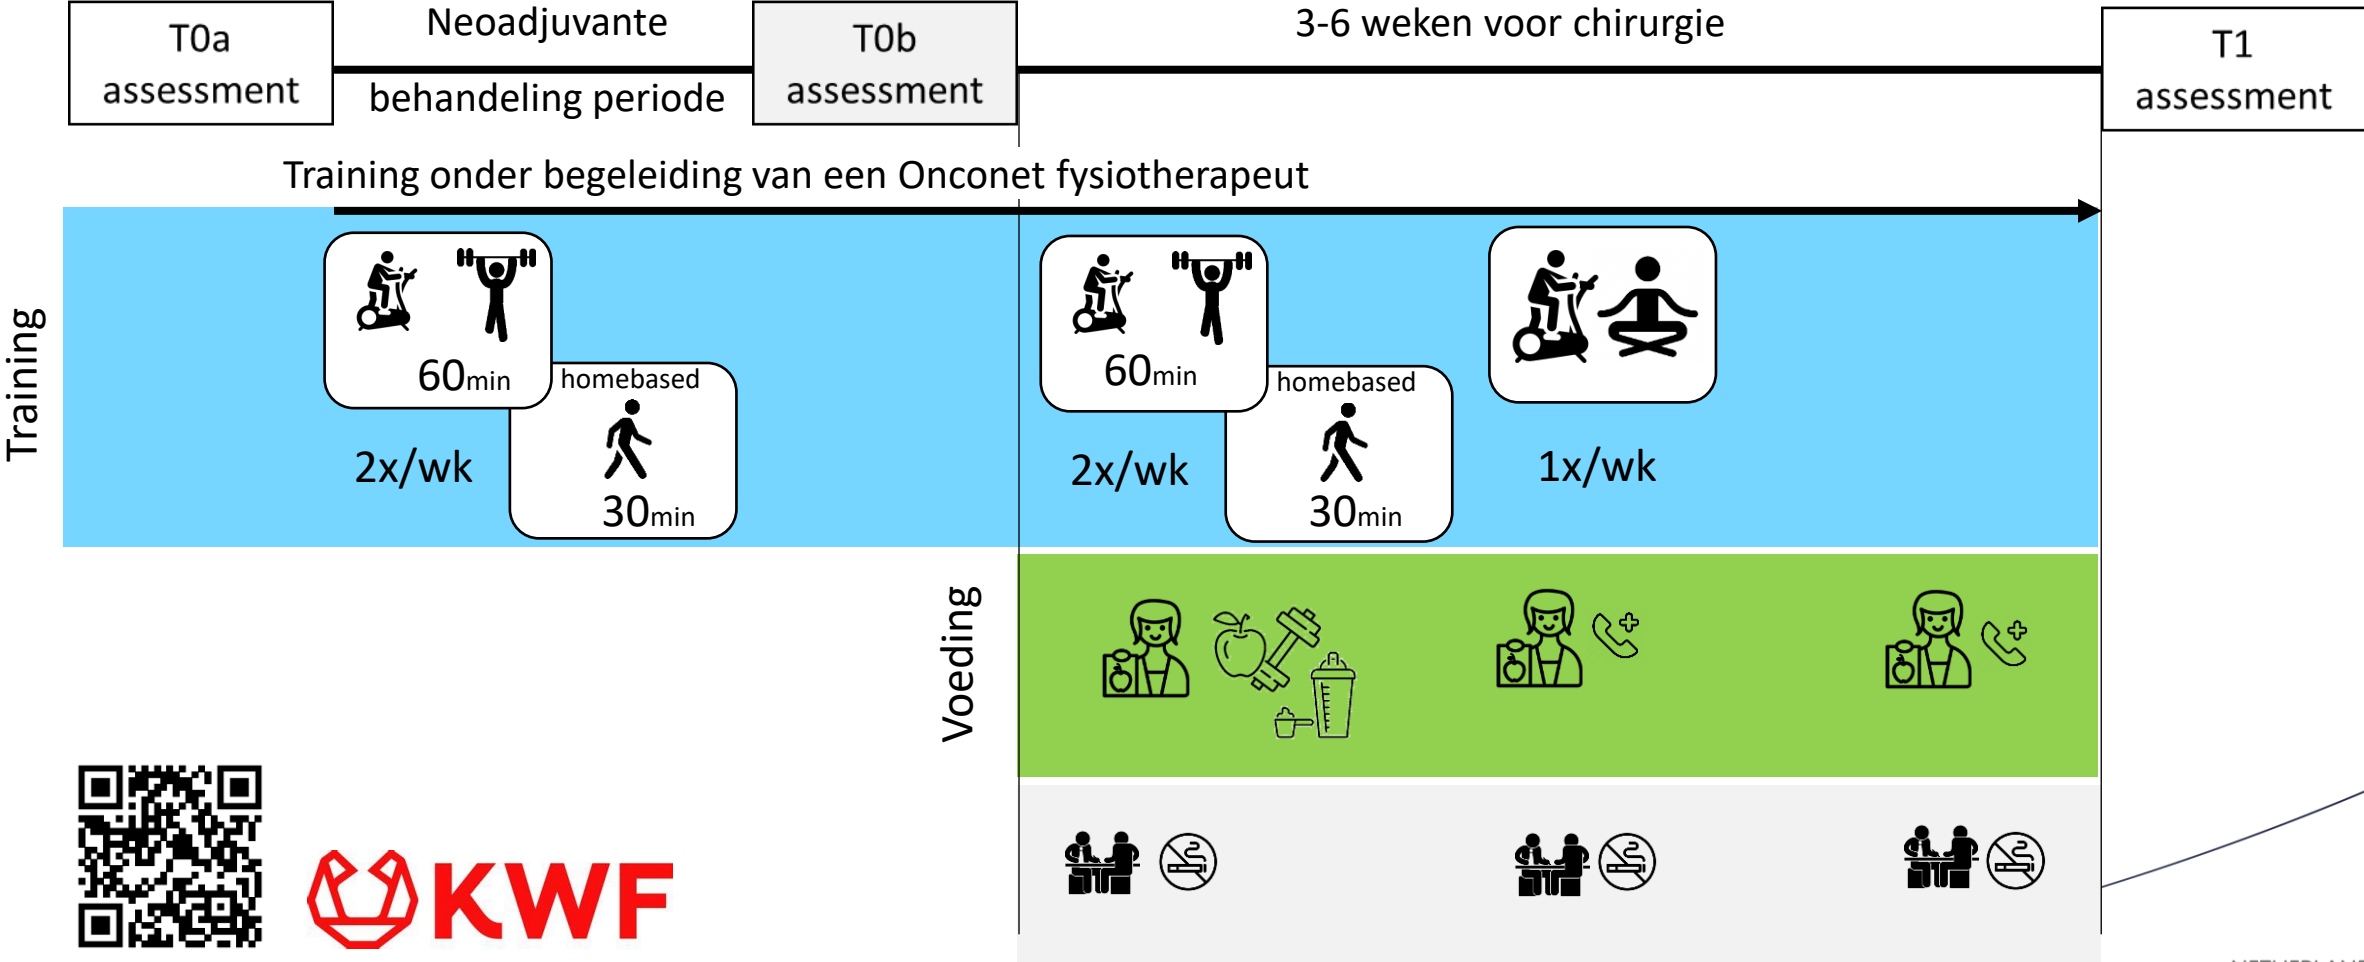 T0a
assessment
Neoadjuvante
behandeling periode
T0b
assessment
3-6 weken voor chirurgie
T1
assessment
Training onder begeleiding van een Onconet fysiotherapeut
Training
60min
homebased
30min
2x/wk
60min
homebased
30min
2x/wk
1x/wk
Voeding
KWF